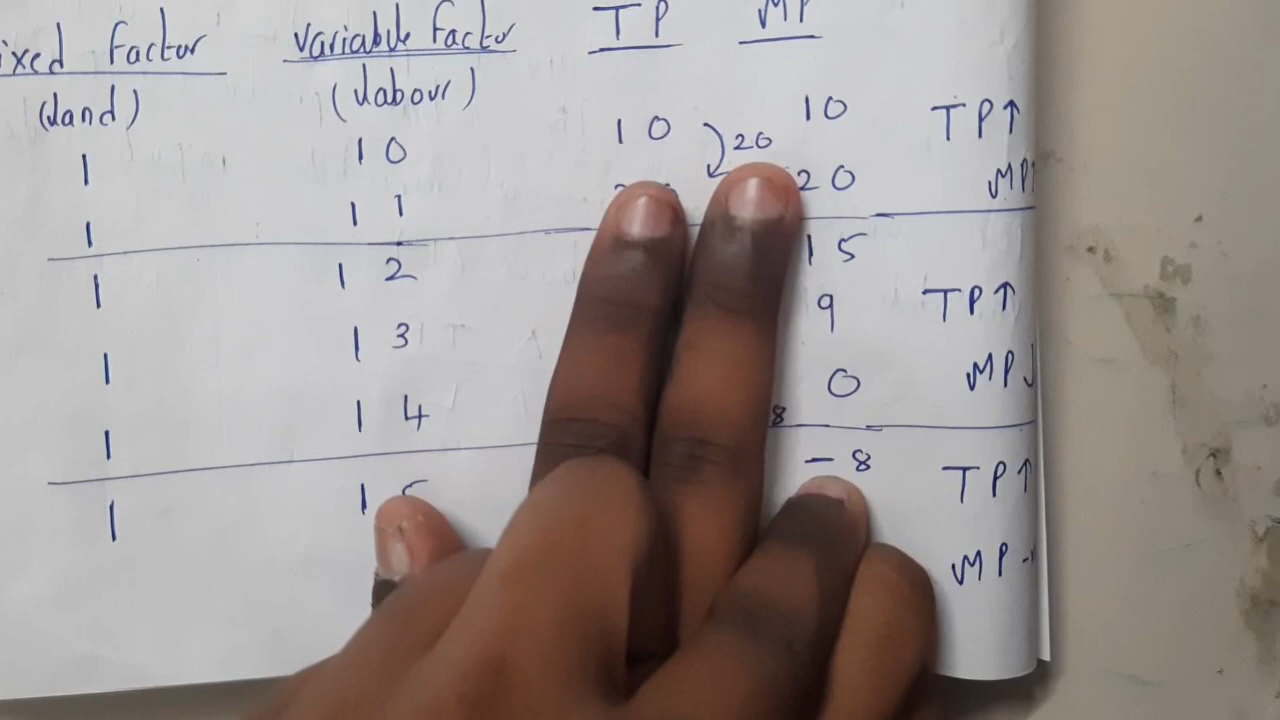 ixed Factor Variable Factor TP MP
(land) (labour)
1 10 10 20 10 TP↑
1 11 20 MP
1 12 15
1 13 9 TP↑
1 14 0 MP↓
8
1 1 -8 TP↑
MP -